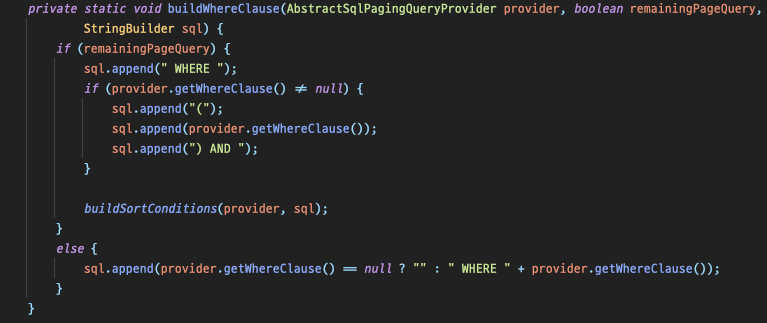 private static void buildWhereClause(AbstractSqlPagingQueryProvider provider, boolean remainingPageQuery,
StringBuilder sql) {
if (remainingPageQuery) {
sql.append(" WHERE ");
if (provider.getWhereClause() ≠ null) {
sql.append("(");
sql.append(provider.getWhereClause());
sql.append(") AND ");
}
buildSortConditions(provider, sql);
}
else {
sql.append(provider.getWhereClause() == null ? "" : " WHERE " + provider.getWhereClause());
}
}